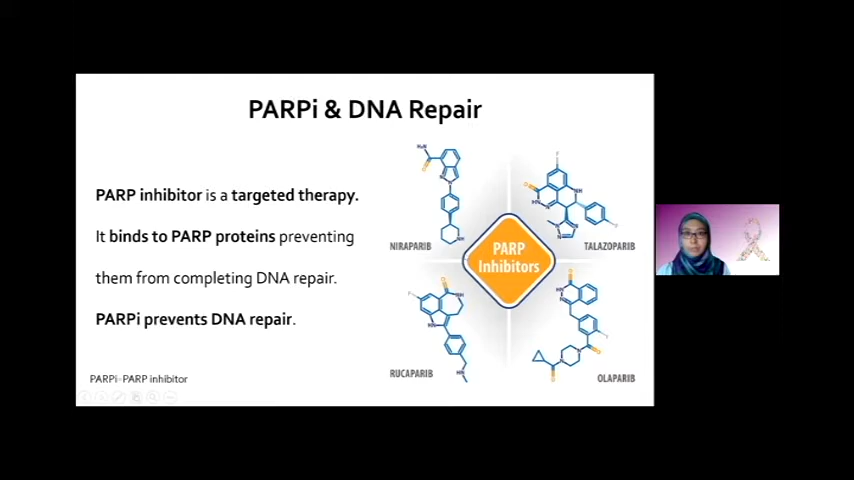 PARPi & DNA Repair
PARP inhibitor is a targeted therapy.
It binds to PARP proteins preventing
them from completing DNA repair.
PARPi prevents DNA repair.
PARPi- PARP inhibitor
NIRAPARIB
TALAZOPARIB
PARP
Inhibitors
RUCAPARIB
OLAPARIB